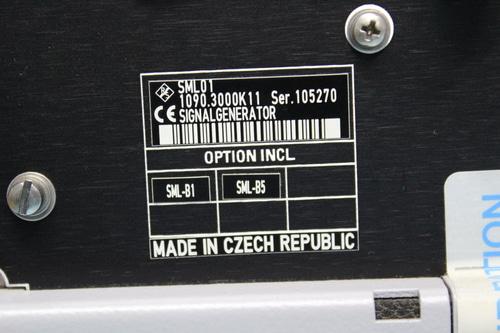 SML01
1090.3000K11 Ser.105270
CE SIGNALGENERATOR
OPTION INCL.
SML-B1 SML-B5
MADE IN CZECH REPUBLIC